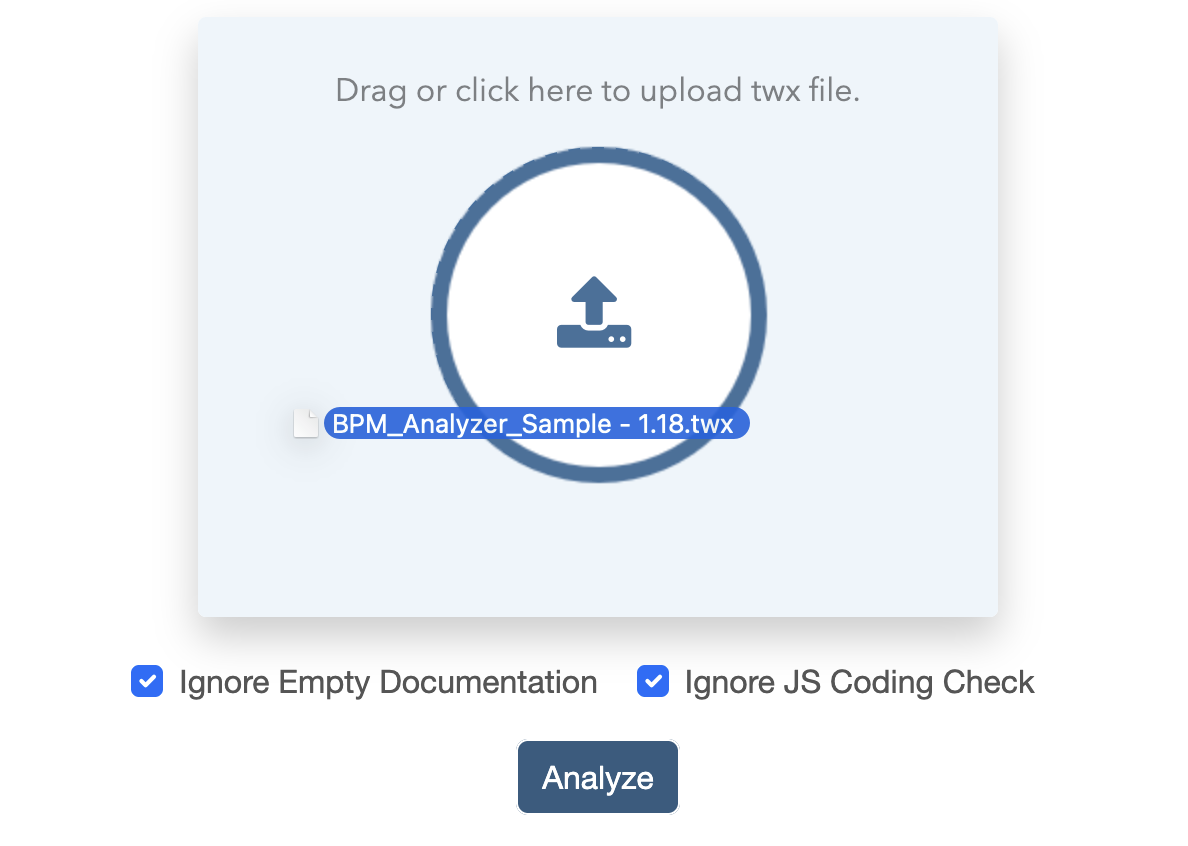 Drag or click here to upload twx file.
BPM_Analyzer_Sample - 1.18.twx
Ignore Empty Documentation
Ignore JS Coding Check
Analyze